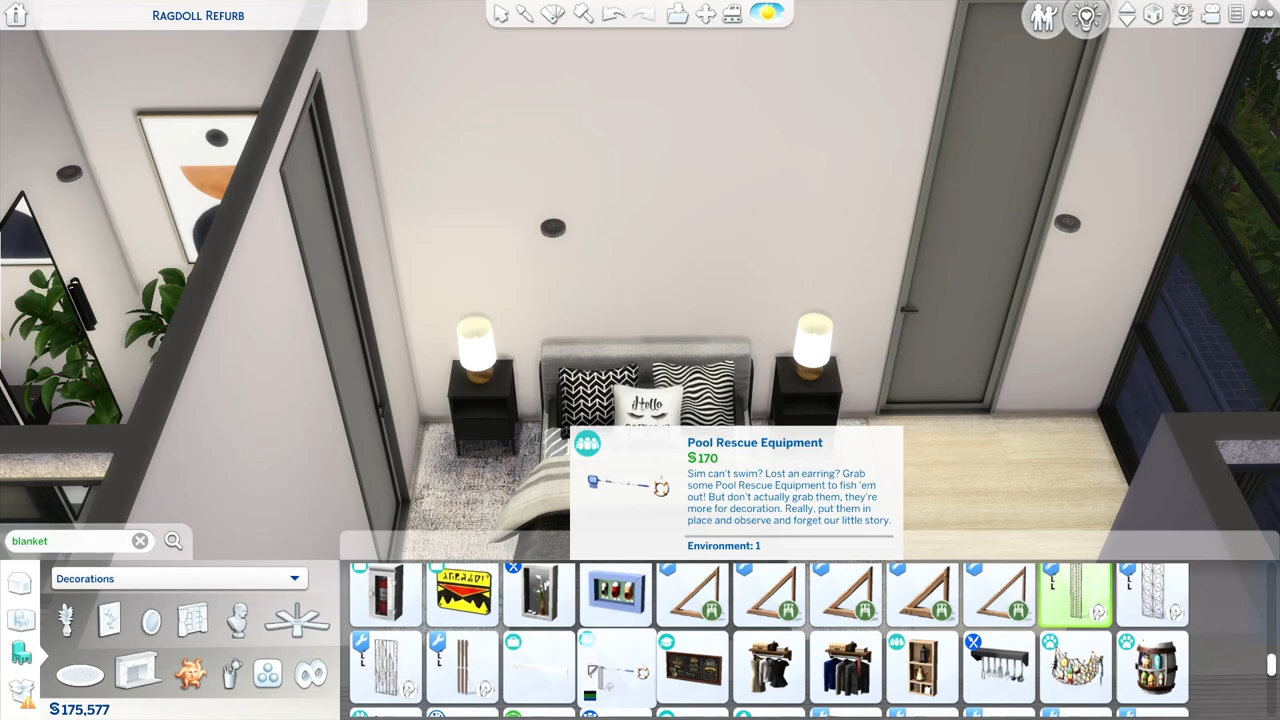 RAGDOLL REFURB
Hello
Pool Rescue Equipment
§170
Sim can't swim? Lost an earring? Grab
some Pool Rescue Equipment to fish 'em
out! But don't actually grab them, they're
more for decoration. Really, put them in
place and observe and forget our little story.
Environment: 1
blanket
Decorations
L
L
L
L
§175,577